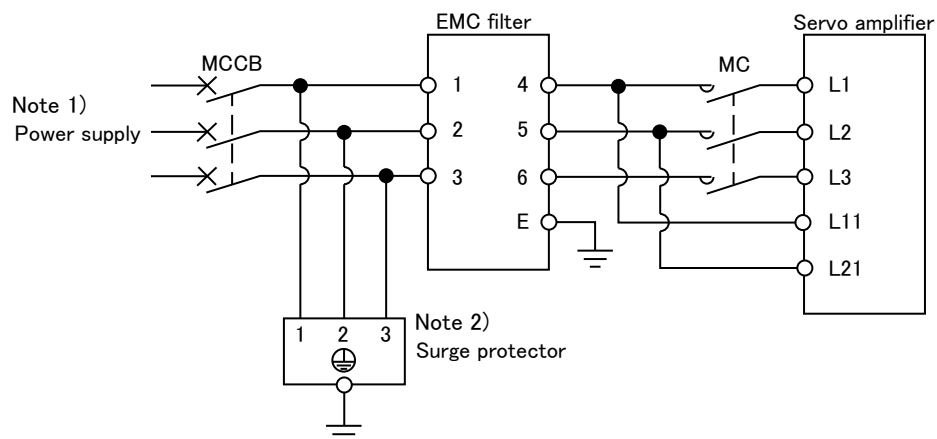 EMC filter
Servo amplifier
MCCB
MC
1
4
L1
Note 1)
Power supply
2
5
L2
3
6
L3
E
L11
L21
1 2 3
Note 2)
Surge protector